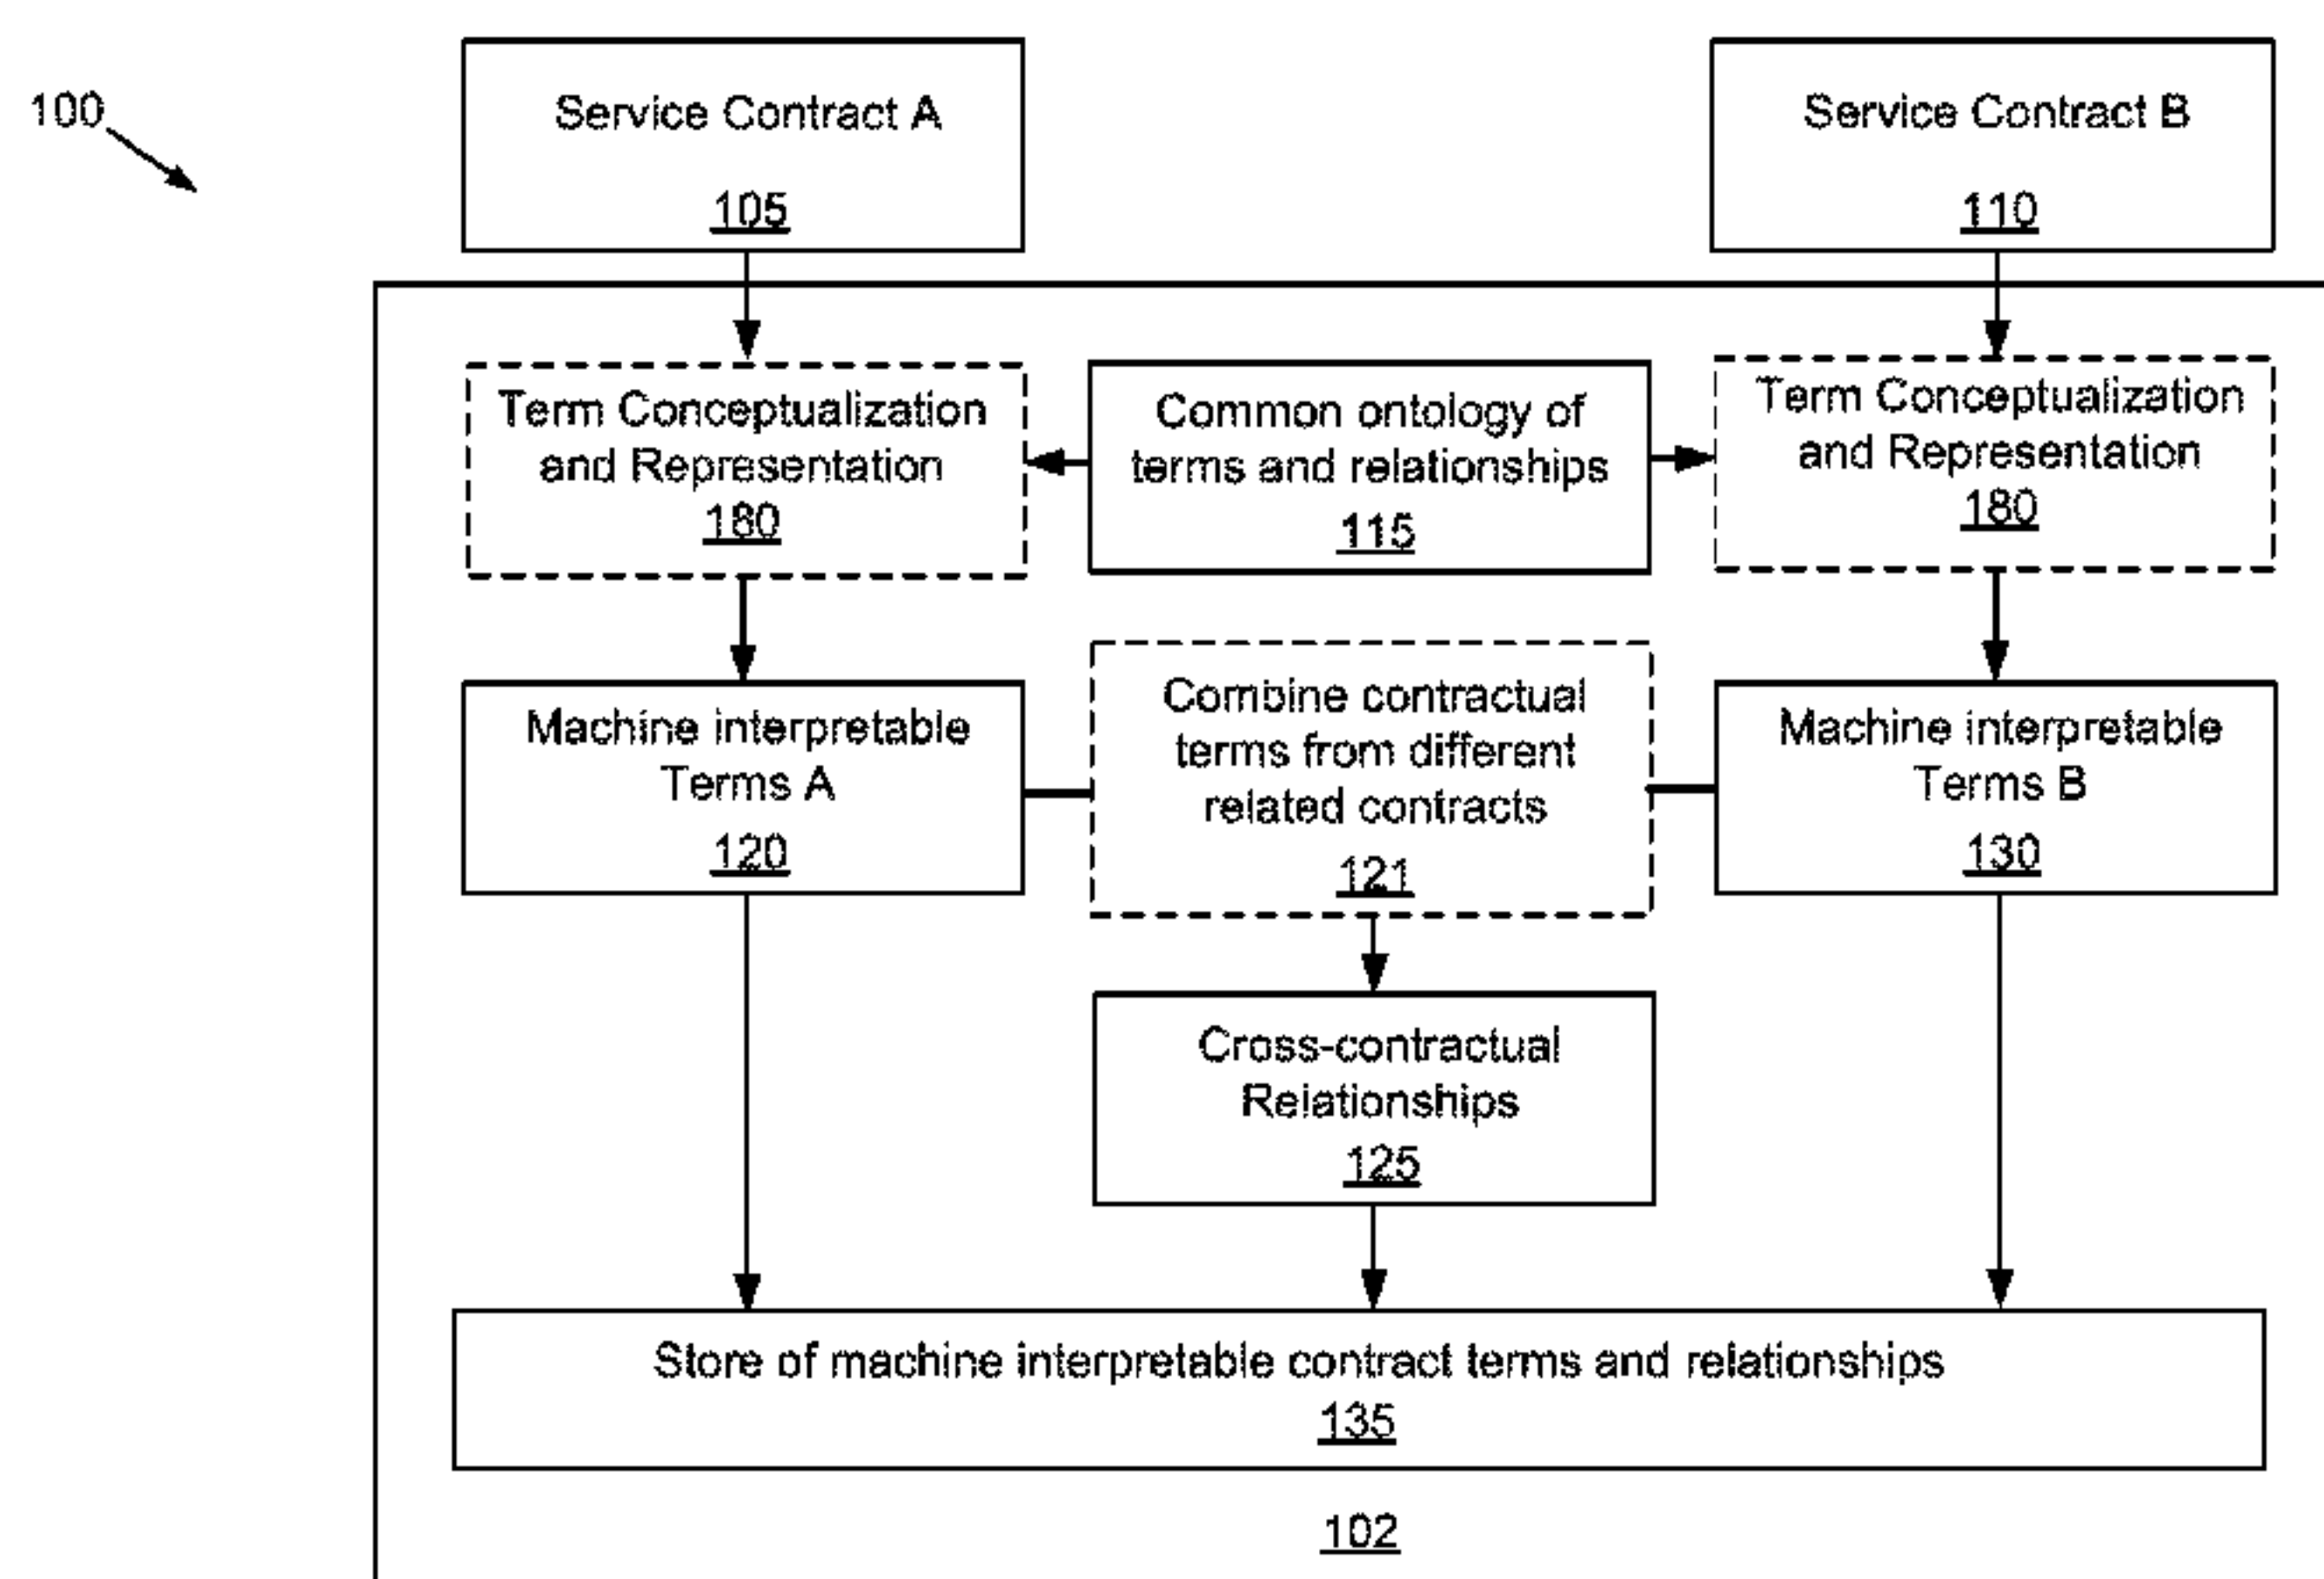 100
Service Contract A
105
Service Contract B
110
Term Conceptualization
and Representation
180
Common ontology of
terms and relationships
115
Term Conceptualization
and Representation
180
Machine interpretable
Terms A
120
Combine contractual
terms from different
related contracts
121
Machine interpretable
Terms B
130
Cross-contractual
Relationships
125
Store of machine interpretable contract terms and relationships
135
102